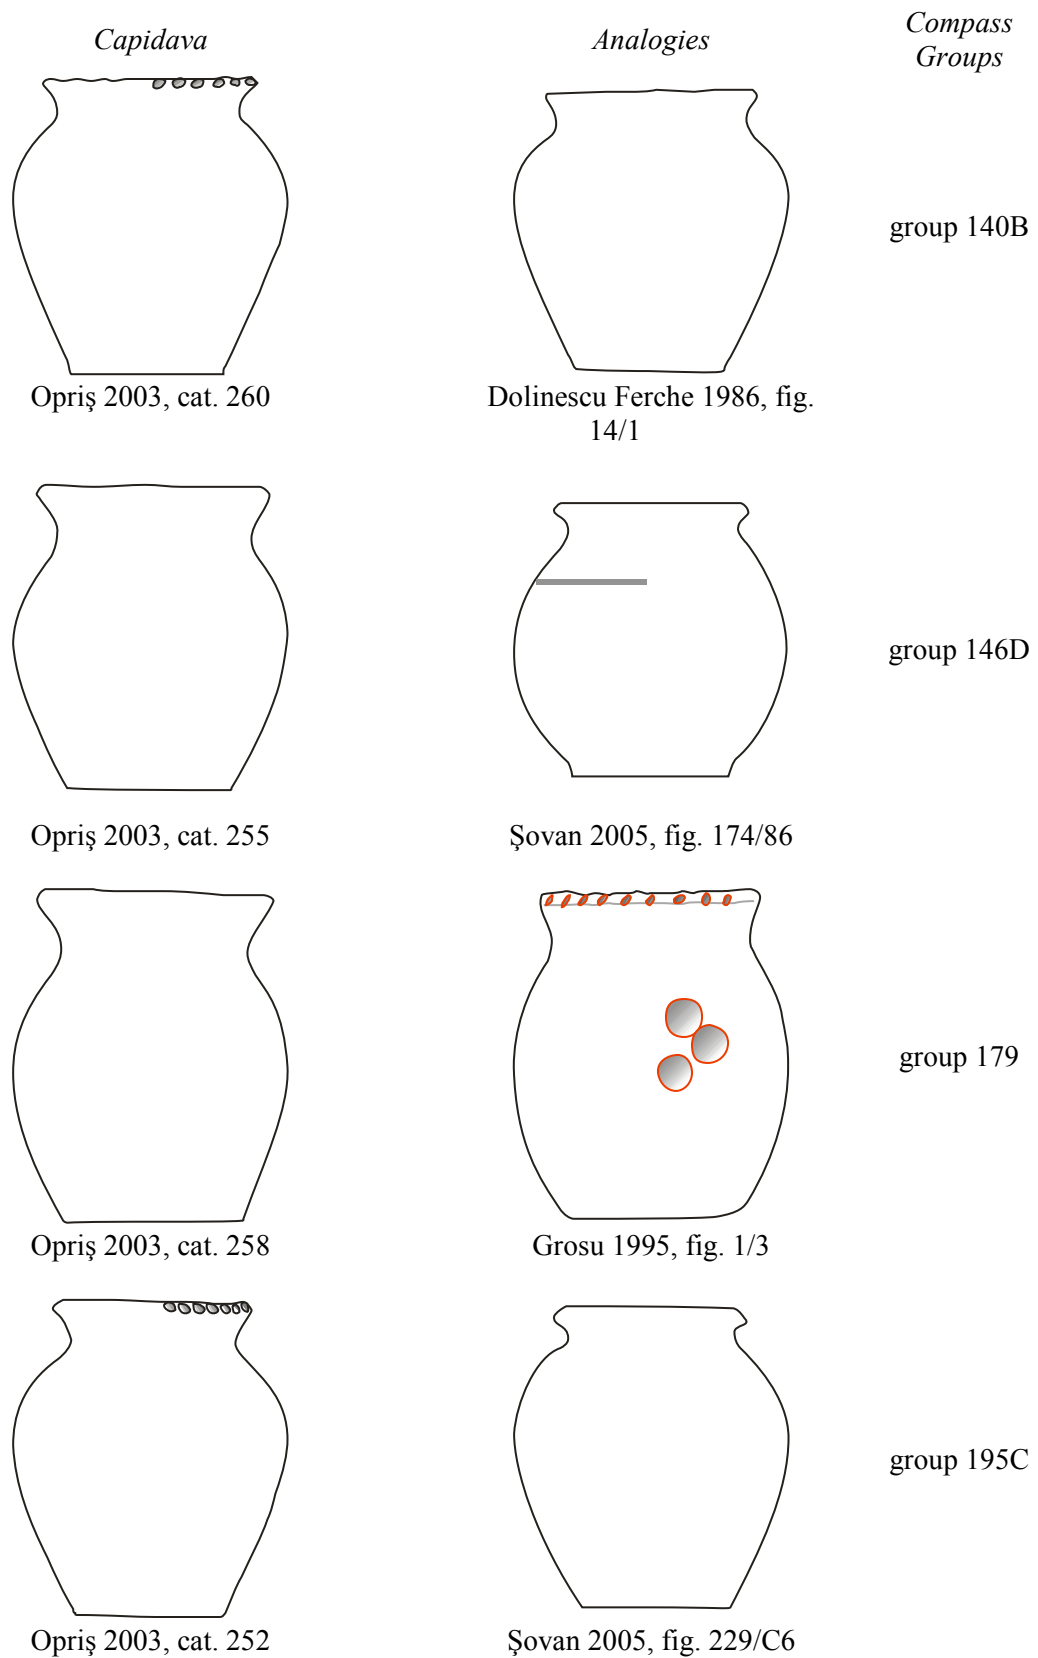 Capidava
Analogies
Compass
Groups
Opriş 2003, cat. 260
Dolinescu Ferche 1986, fig.
14/1
group 140B
Opriş 2003, cat. 255
Şovan 2005, fig. 174/86
group 146D
Opriş 2003, cat. 258
Grosu 1995, fig. 1/3
group 179
Opriş 2003, cat. 252
Şovan 2005, fig. 229/C6
group 195C